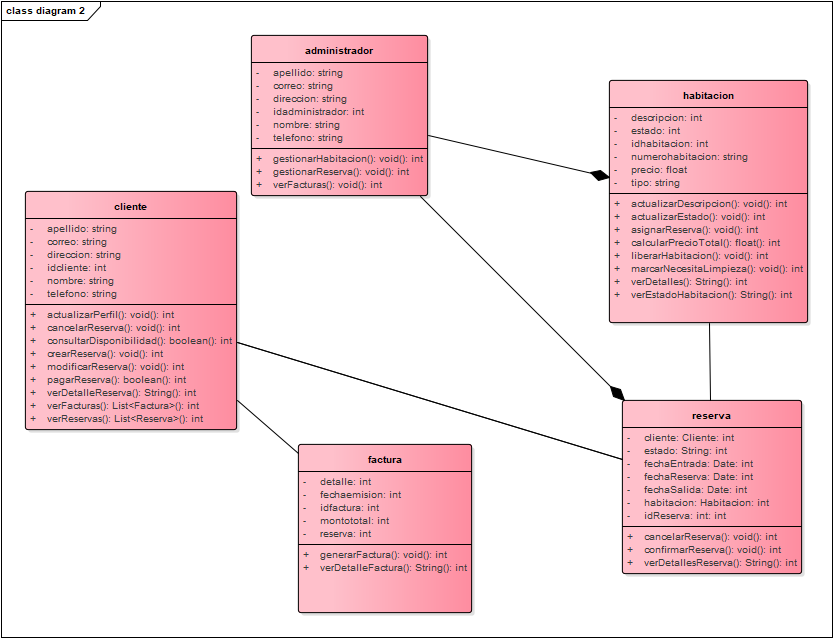 class diagram 2
administrador
- apellido: string
- correo: string
- direccion: string
- idadministrador: int
- nombre: string
- telefono: string
+ gestionarHabitacion(): void(): int
+ gestionarReserva(): void(): int
+ verFacturas(): void(): int
habitacion
- descripcion: int
- estado: int
- idhabitacion: int
- numerohabitacion: string
- precio: float
- tipo: string
+ actualizarDescripcion(): void(): int
+ actualizarEstado(): void(): int
+ asignarReserva(): void(): int
+ calcularPrecioTotal(): float(): int
+ liberarHabitacion(): void(): int
+ marcarNecesitaLimpieza(): void(): int
+ verDetalles(): String(): int
+ verEstadoHabitacion(): String(): int
cliente
- apellido: string
- correo: string
- direccion: string
- idcliente: int
- nombre: string
- telefono: string
+ actualizarPerfil(): void(): int
+ cancelarReserva(): void(): int
+ consultarDisponibilidad(): boolean(): int
+ crearReserva(): void(): int
+ modificarReserva(): void(): int
+ pagarReserva(): boolean(): int
+ verDetalleReserva(): String(): int
+ verFacturas(): List<Factura>(): int
+ verReservas(): List<Reserva>(): int
factura
- detalle: int
- fechaemision: int
- idfactura: int
- montototal: int
- reserva: int
+ generarFactura(): void(): int
+ verDetalleFactura(): String(): int
reserva
- cliente: Cliente: int
- estado: String: int
- fechaEntrada: Date: int
- fechaReserva: Date: int
- fechaSalida: Date: int
- habitacion: Habitacion: int
- idReserva: int: int
+ cancelarReserva(): void(): int
+ confirmarReserva(): void(): int
+ verDetallesReserva(): String(): int